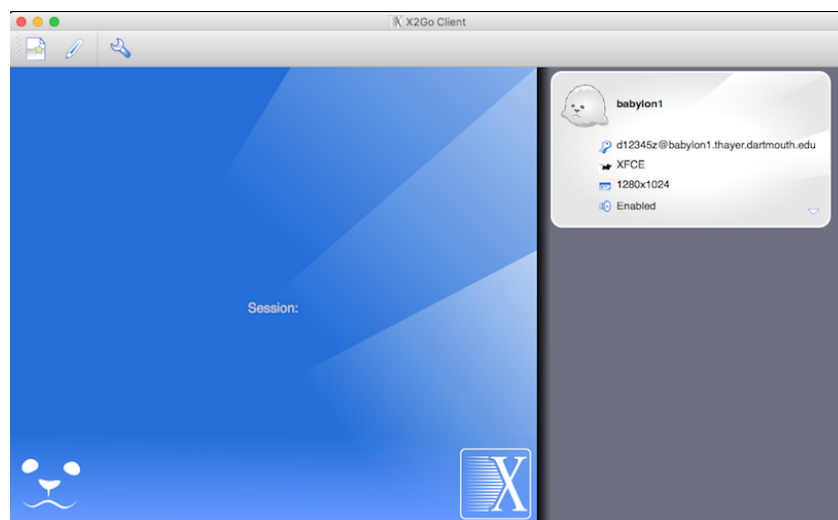 X2Go Client
Session:
babylon1
d12345z@babylon1.thayer.dartmouth.edu
XFCE
1280x1024
Enabled
X